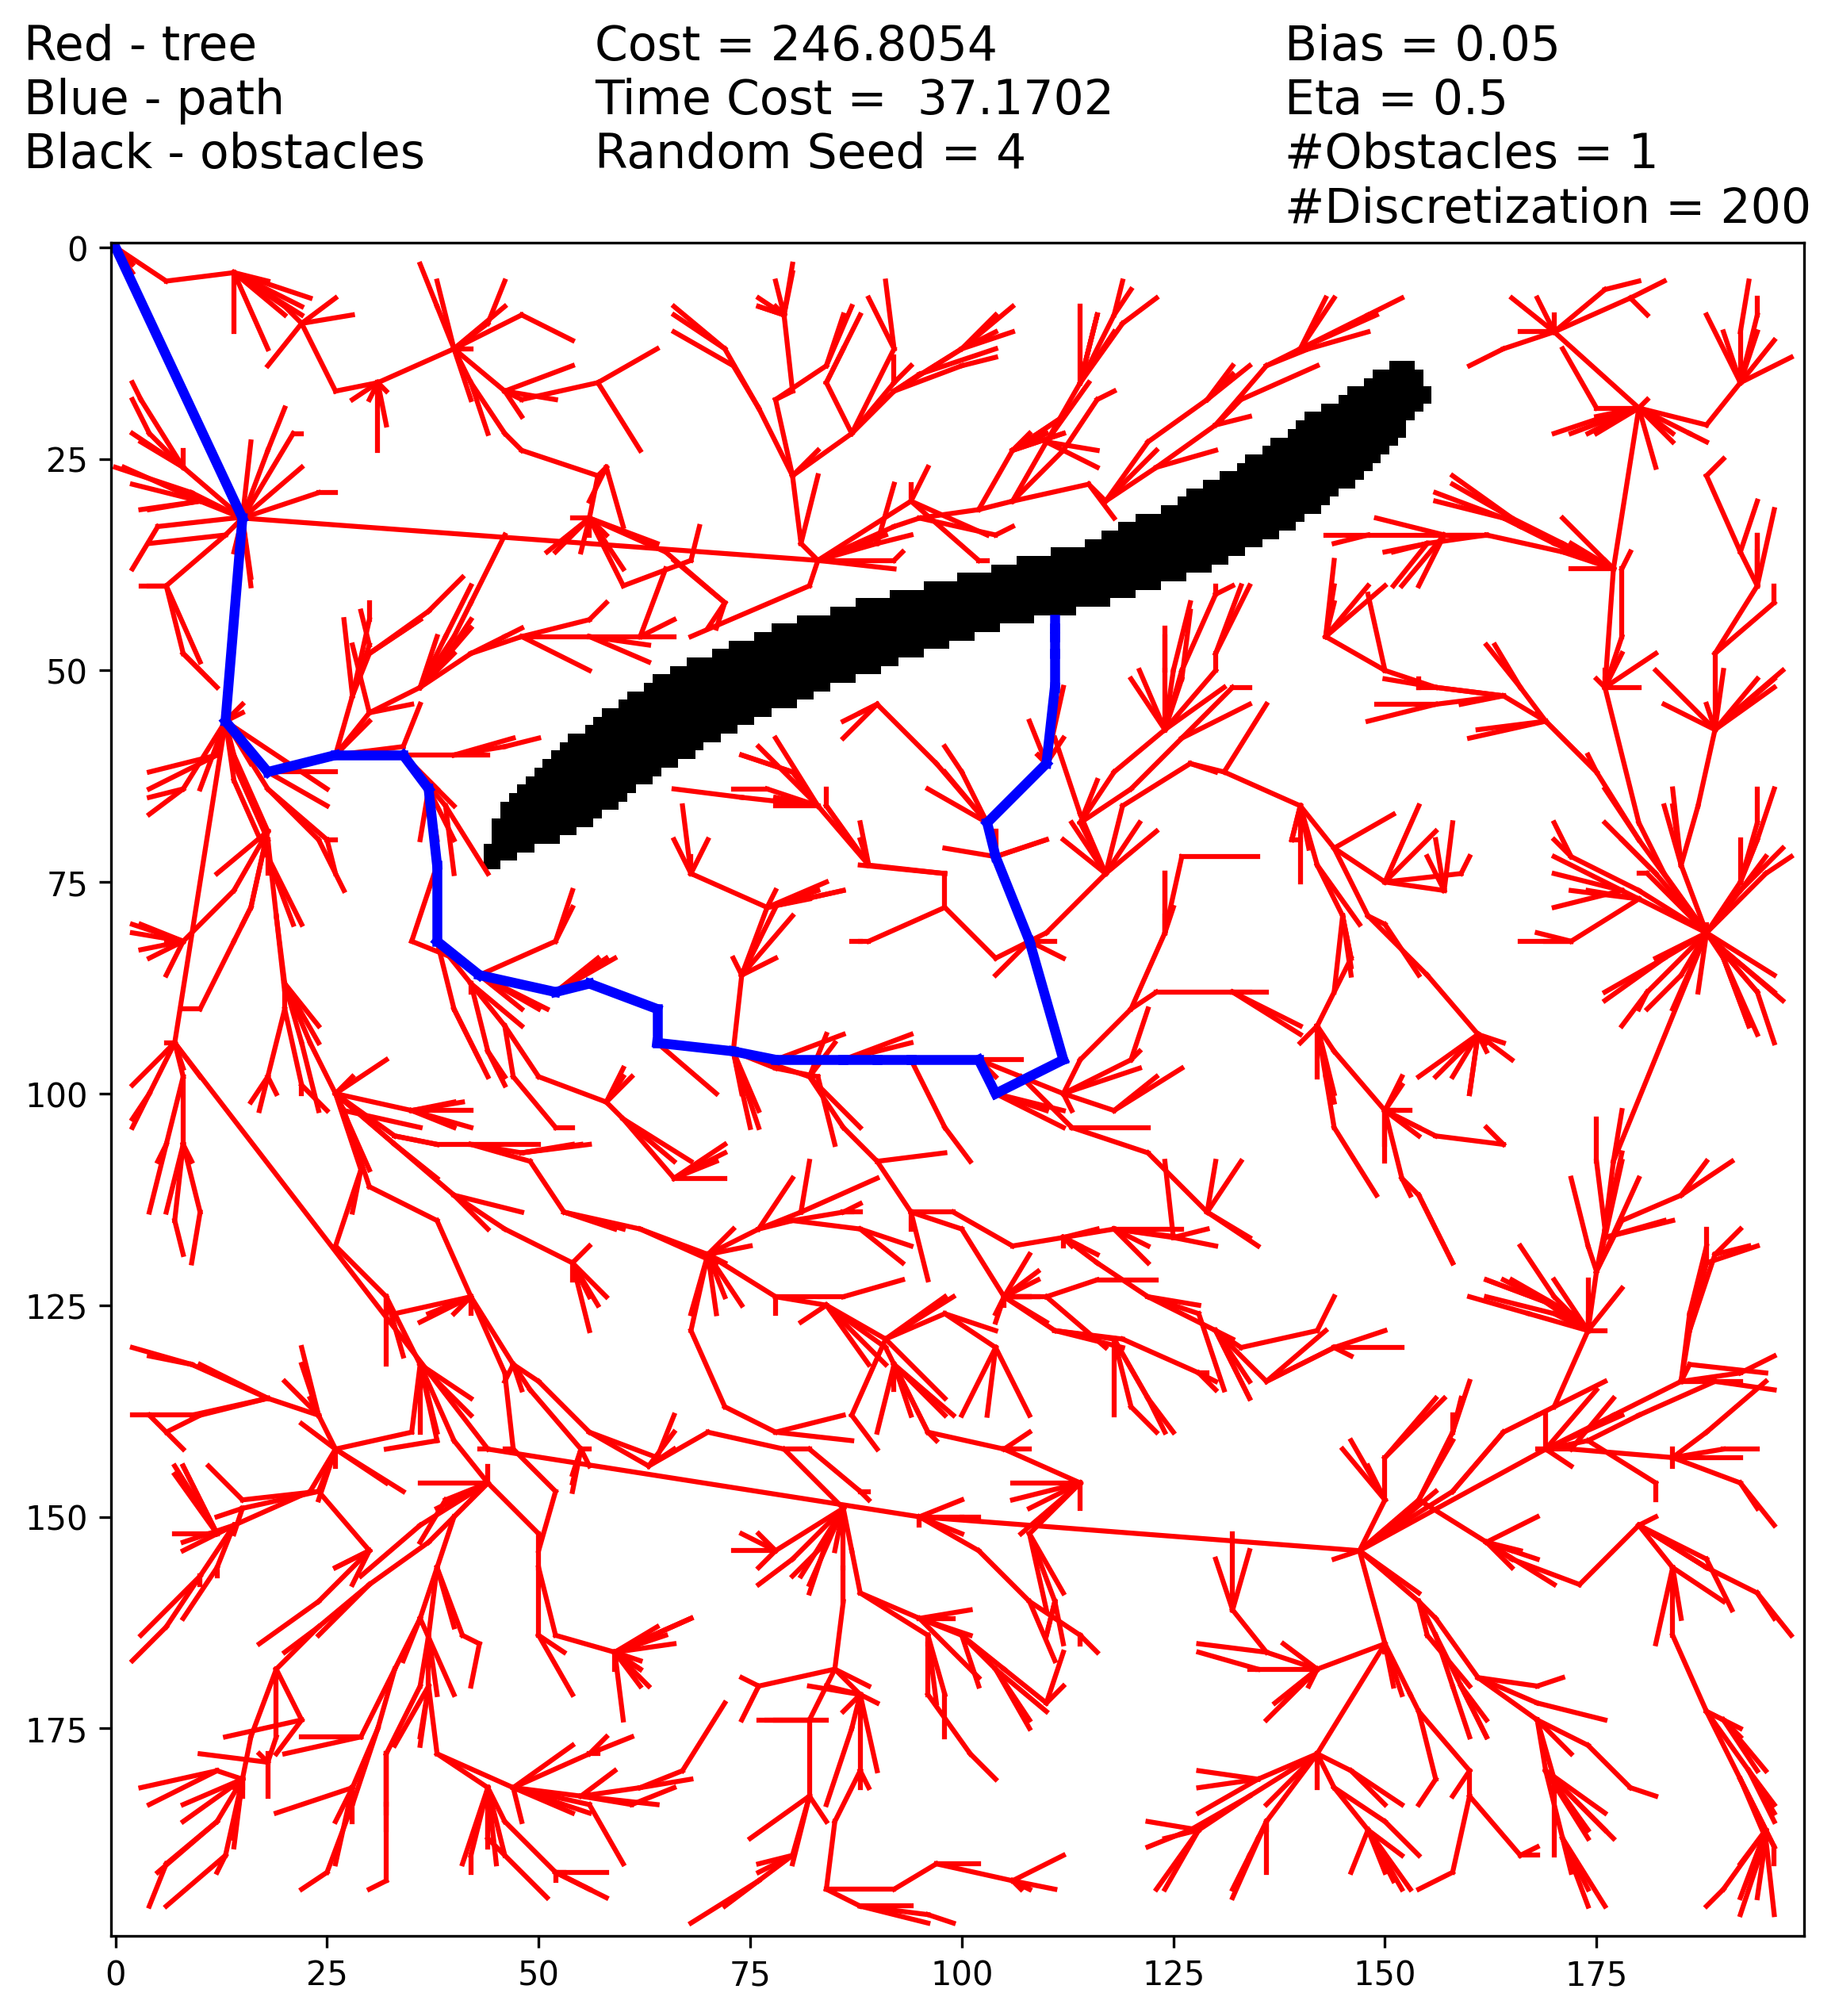 Red - tree
Blue - path
Black - obstacles
Cost = 246.8054
Time Cost =  37.1702
Random Seed = 4
Bias = 0.05
Eta = 0.5
#Obstacles = 1
#Discretization = 200
0
25
50
75
100
125
150
175
0
25
50
75
100
125
150
175